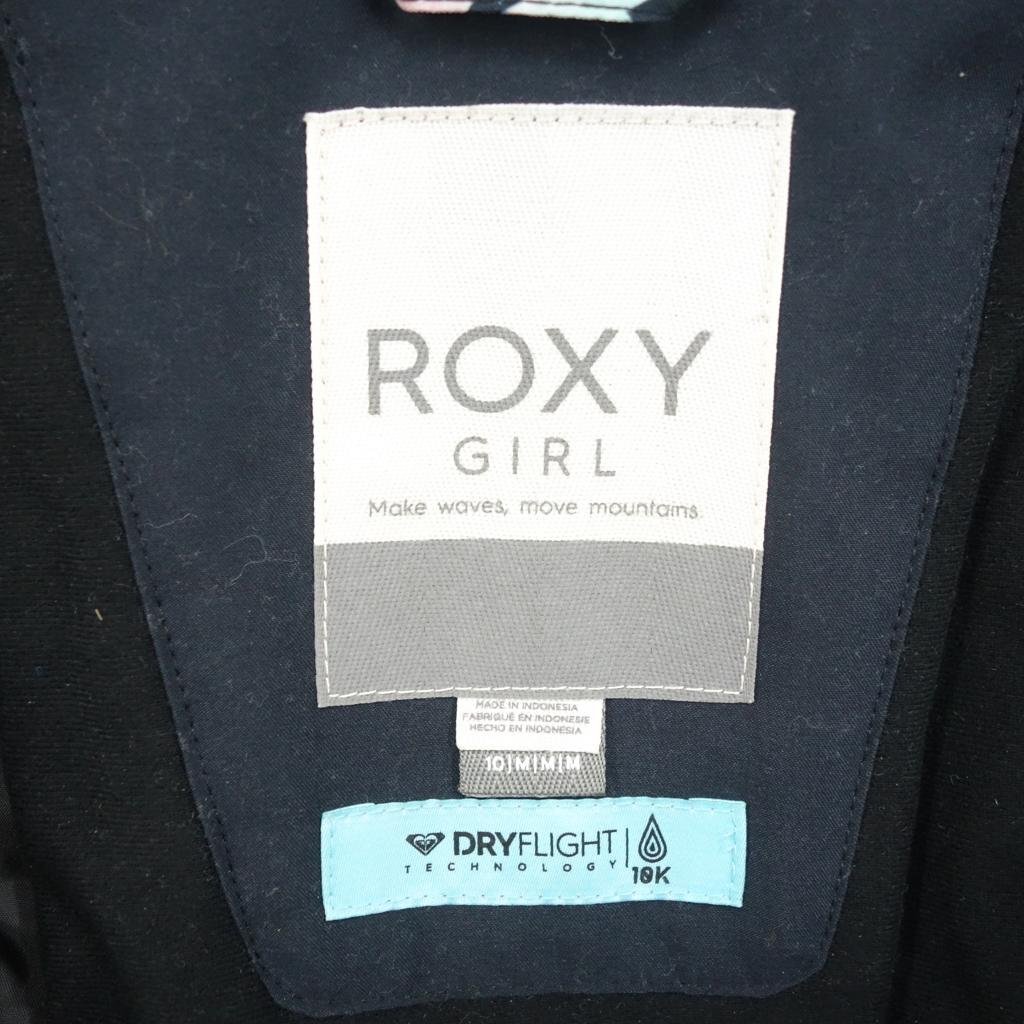 ROXY
GIRL
Make waves, move mountains.
MADE IN INDONESIA
FABRIQUÉ EN INDONESIE
HECHO EN INDONESIA
10|M|M|M
DRYFLIGHT
TECHNOLOGY
10K